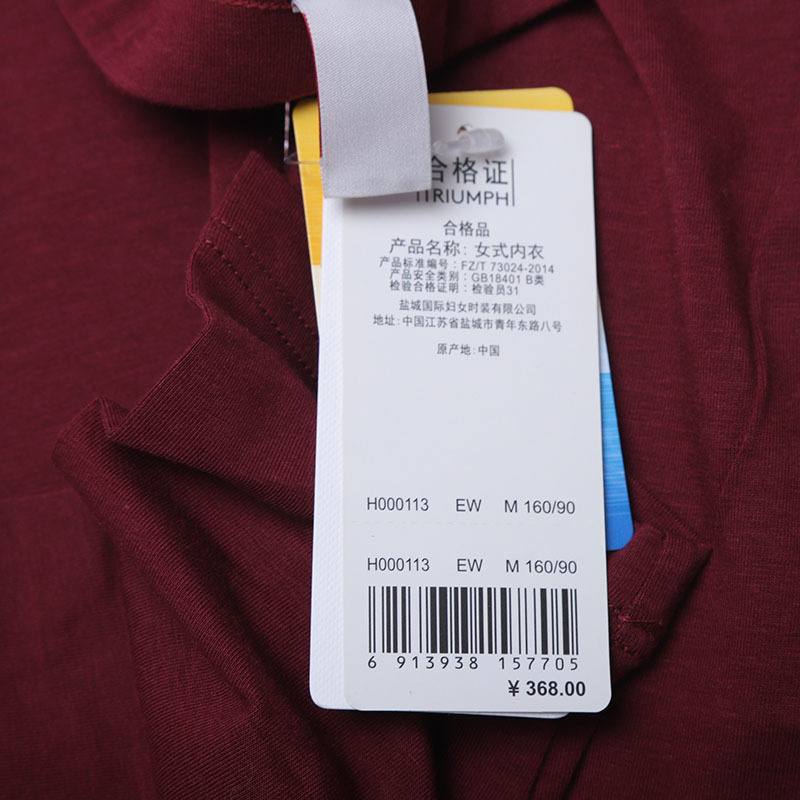 合格证
TRIUMPH
合格品
产品名称: 女式内衣
产品标准编号: FZ/T 73024-2014
产品安全类别: GB18401 B类
检验合格证明: 检验员31
盐城国际妇女时装有限公司
地址: 中国江苏省盐城市青年东路八号
原产地: 中国
H000113 EW M 160/90
H000113 EW M 160/90
6 913938 157705
¥ 368.00